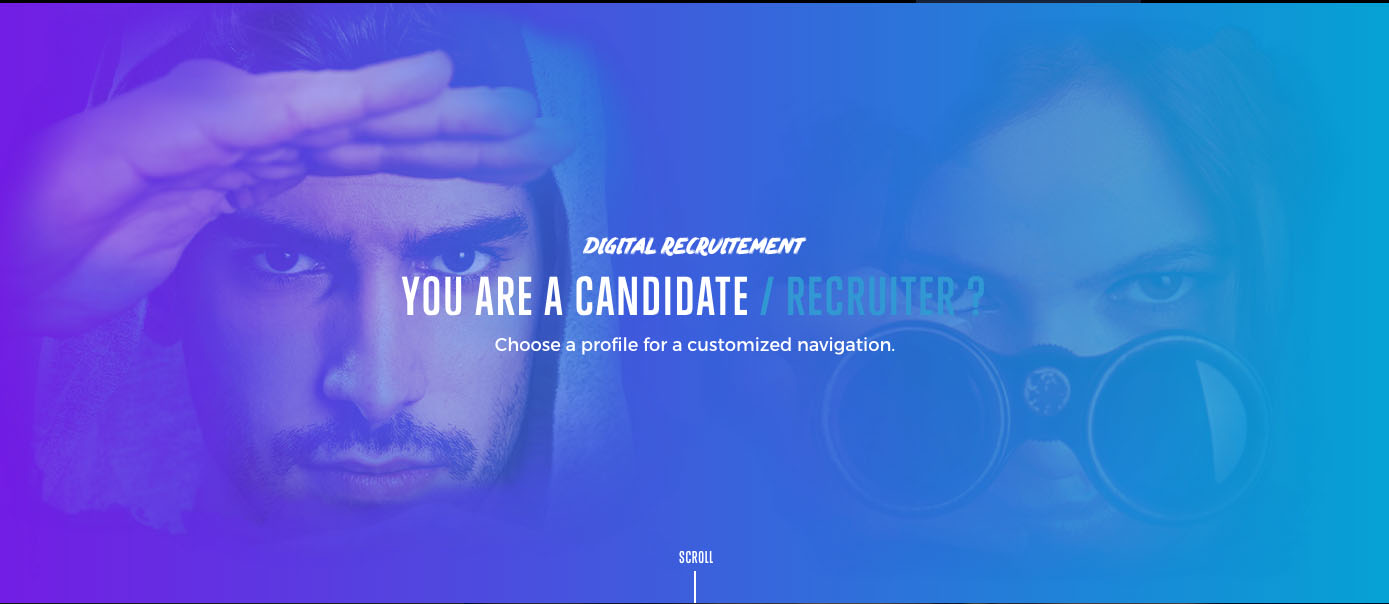 DIGITAL RECRUITEMENT
YOU ARE A CANDIDATE / RECRUITER ?
Choose a profile for a customized navigation.
SCROLL